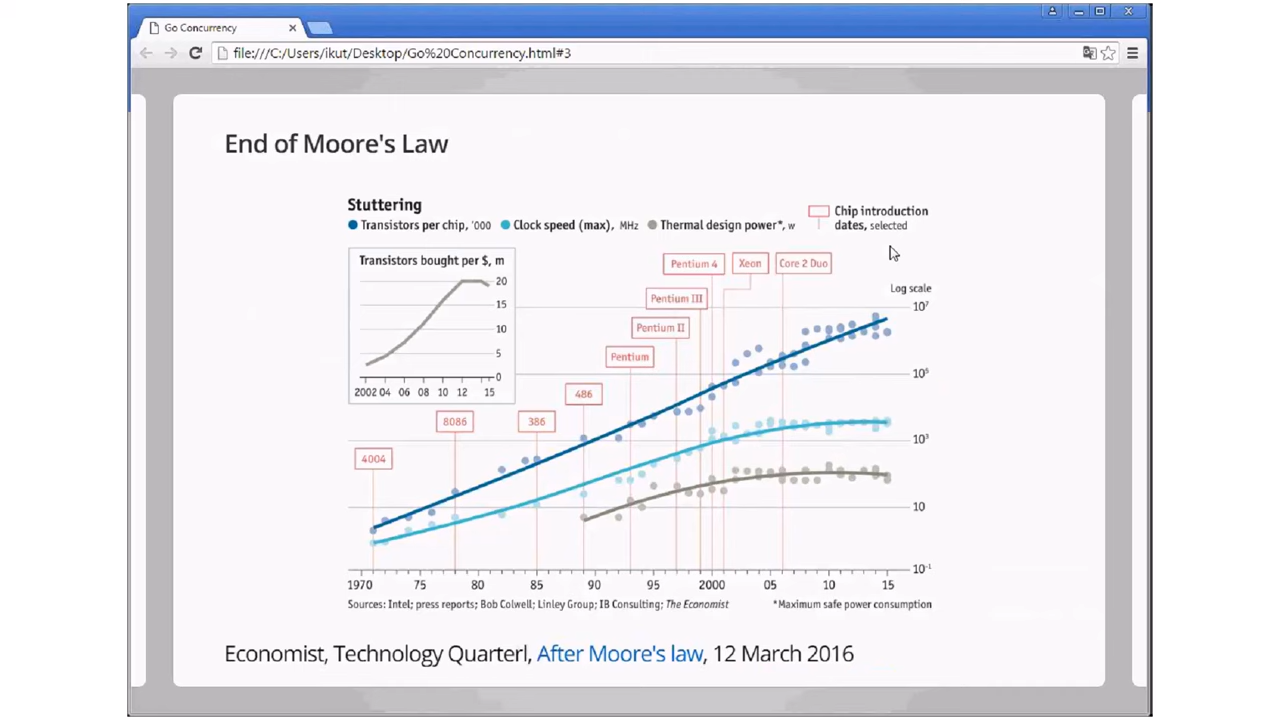 Go Concurrency
file:///C:/Users/ikut/Desktop/Go%20Concurrency.html#3
End of Moore's Law
Stuttering
Transistors per chip, '000 Clock speed (max), MHz Thermal design power*, w
Chip introduction
dates, selected
Transistors bought per $, m
20
15
10
5
0
2002 04 06 08 10 12 15
Pentium 4 Xeon Core 2 Duo
Log scale
Pentium III
10⁷
Pentium II
Pentium
10⁵
486
8086 386
10³
4004
10
10⁻¹
1970 75 80 85 90 95 2000 05 10 15
Sources: Intel; press reports; Bob Colwell; Linley Group; IB Consulting; The Economist *Maximum safe power consumption
Economist, Technology Quarterl, After Moore's law, 12 March 2016